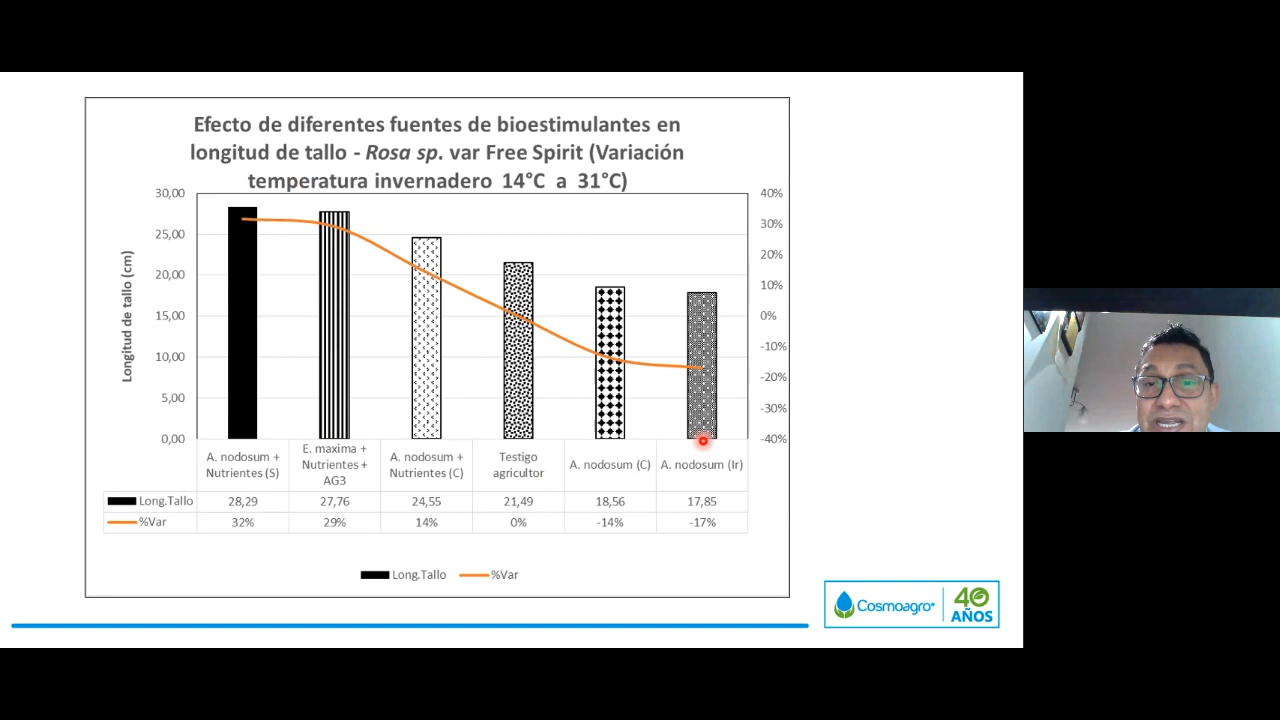 Efecto de diferentes fuentes de bioestimulantes en
longitud de tallo - Rosa sp. var Free Spirit (Variación
temperatura invernadero 14°C a 31°C)
30,00
25,00
20,00
15,00
10,00
5,00
0,00
Longitud de tallo (cm)
40%
30%
20%
10%
0%
-10%
-20%
-30%
-40%
A. nodosum +
Nutrientes (S)
E. maxima +
Nutrientes +
AG3
A. nodosum +
Nutrientes (C)
Testigo
agricultor
A. nodosum (C)
A. nodosum (Ir)
Long.Tallo 28,29 27,76 24,55 21,49 18,56 17,85
%Var 32% 29% 14% 0% -14% -17%
Long.Tallo %Var
Cosmoagro
40
AÑOS